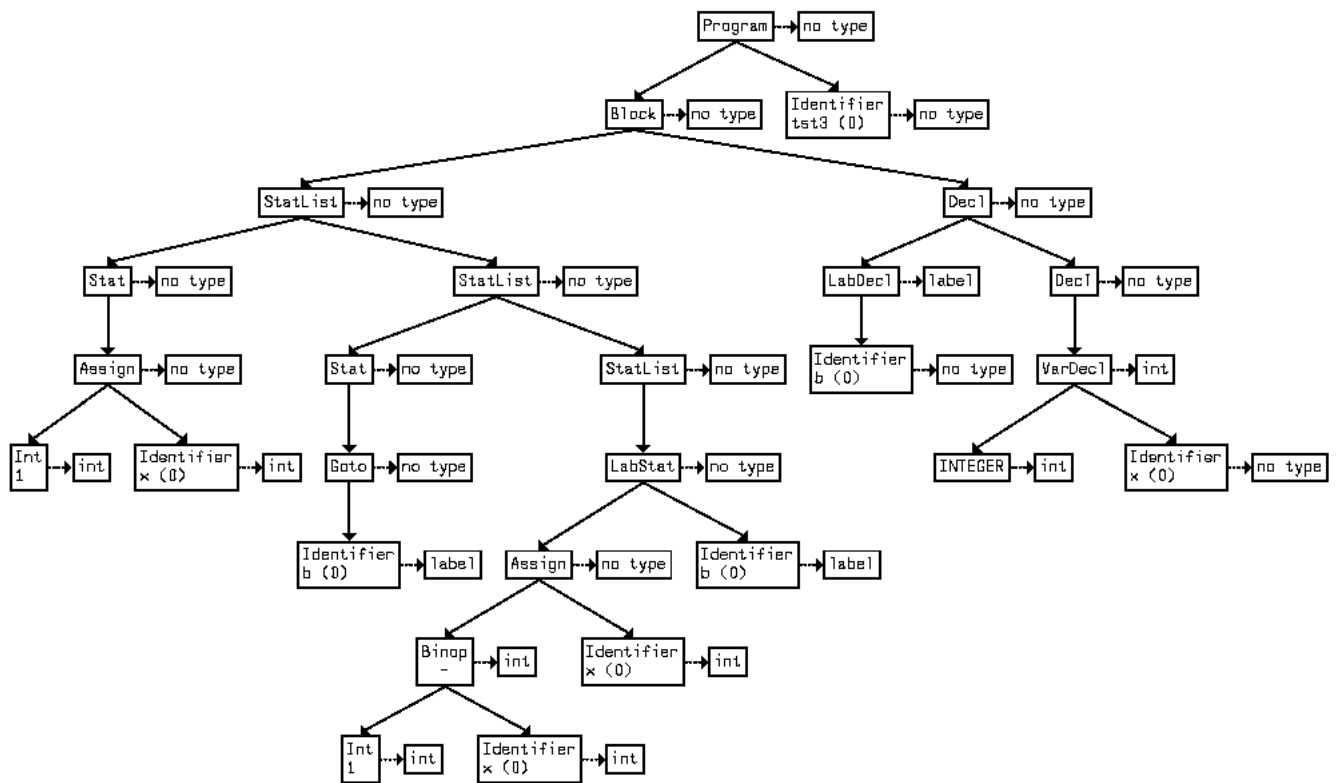 Program
no type
Block
no type
Identifier
tst3 (0)
no type
StatList
no type
Decl
no type
Stat
no type
StatList
no type
LabDecl
label
Decl
no type
Assign
no type
Stat
no type
StatList
no type
Identifier
b (0)
no type
VarDecl
int
Int
1
int
Identifier
x (0)
int
Goto
no type
LabStat
no type
INTEGER
int
Identifier
x (0)
no type
Identifier
b (0)
label
Assign
no type
Identifier
b (0)
label
Binop
-
int
Identifier
x (0)
int
Int
1
int
Identifier
x (0)
int